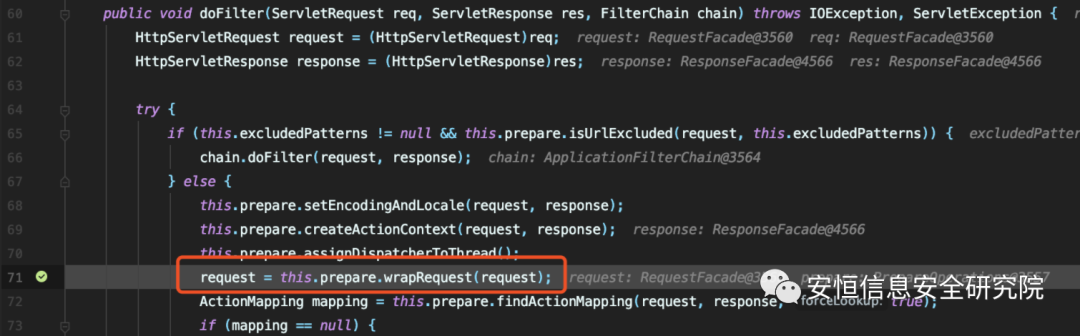 60 public void doFilter(ServletRequest req, ServletResponse res, FilterChain chain) throws IOException, ServletException {
61 HttpServletRequest request = (HttpServletRequest)req; request: RequestFacade@3560 req: RequestFacade@3560
62 HttpServletResponse response = (HttpServletResponse)res; response: ResponseFacade@4566 res: ResponseFacade@4566
63
64 try {
65 if (this.excludedPatterns != null && this.prepare.isUrlExcluded(request, this.excludedPatterns)) { excludedPatter
66 chain.doFilter(request, response); chain: ApplicationFilterChain@3564
67 } else {
68 this.prepare.setEncodingAndLocale(request, response);
69 this.prepare.createActionContext(request, response); response: ResponseFacade@4566
70 this.prepare.assignDispatcherToThread();
71 request = this.prepare.wrapRequest(request); request: RequestFacade@
72 ActionMapping mapping = this.prepare.findActionMapping(request, response, forceLookup: true);
73 if (mapping == null) {
安恒信息安全研究院